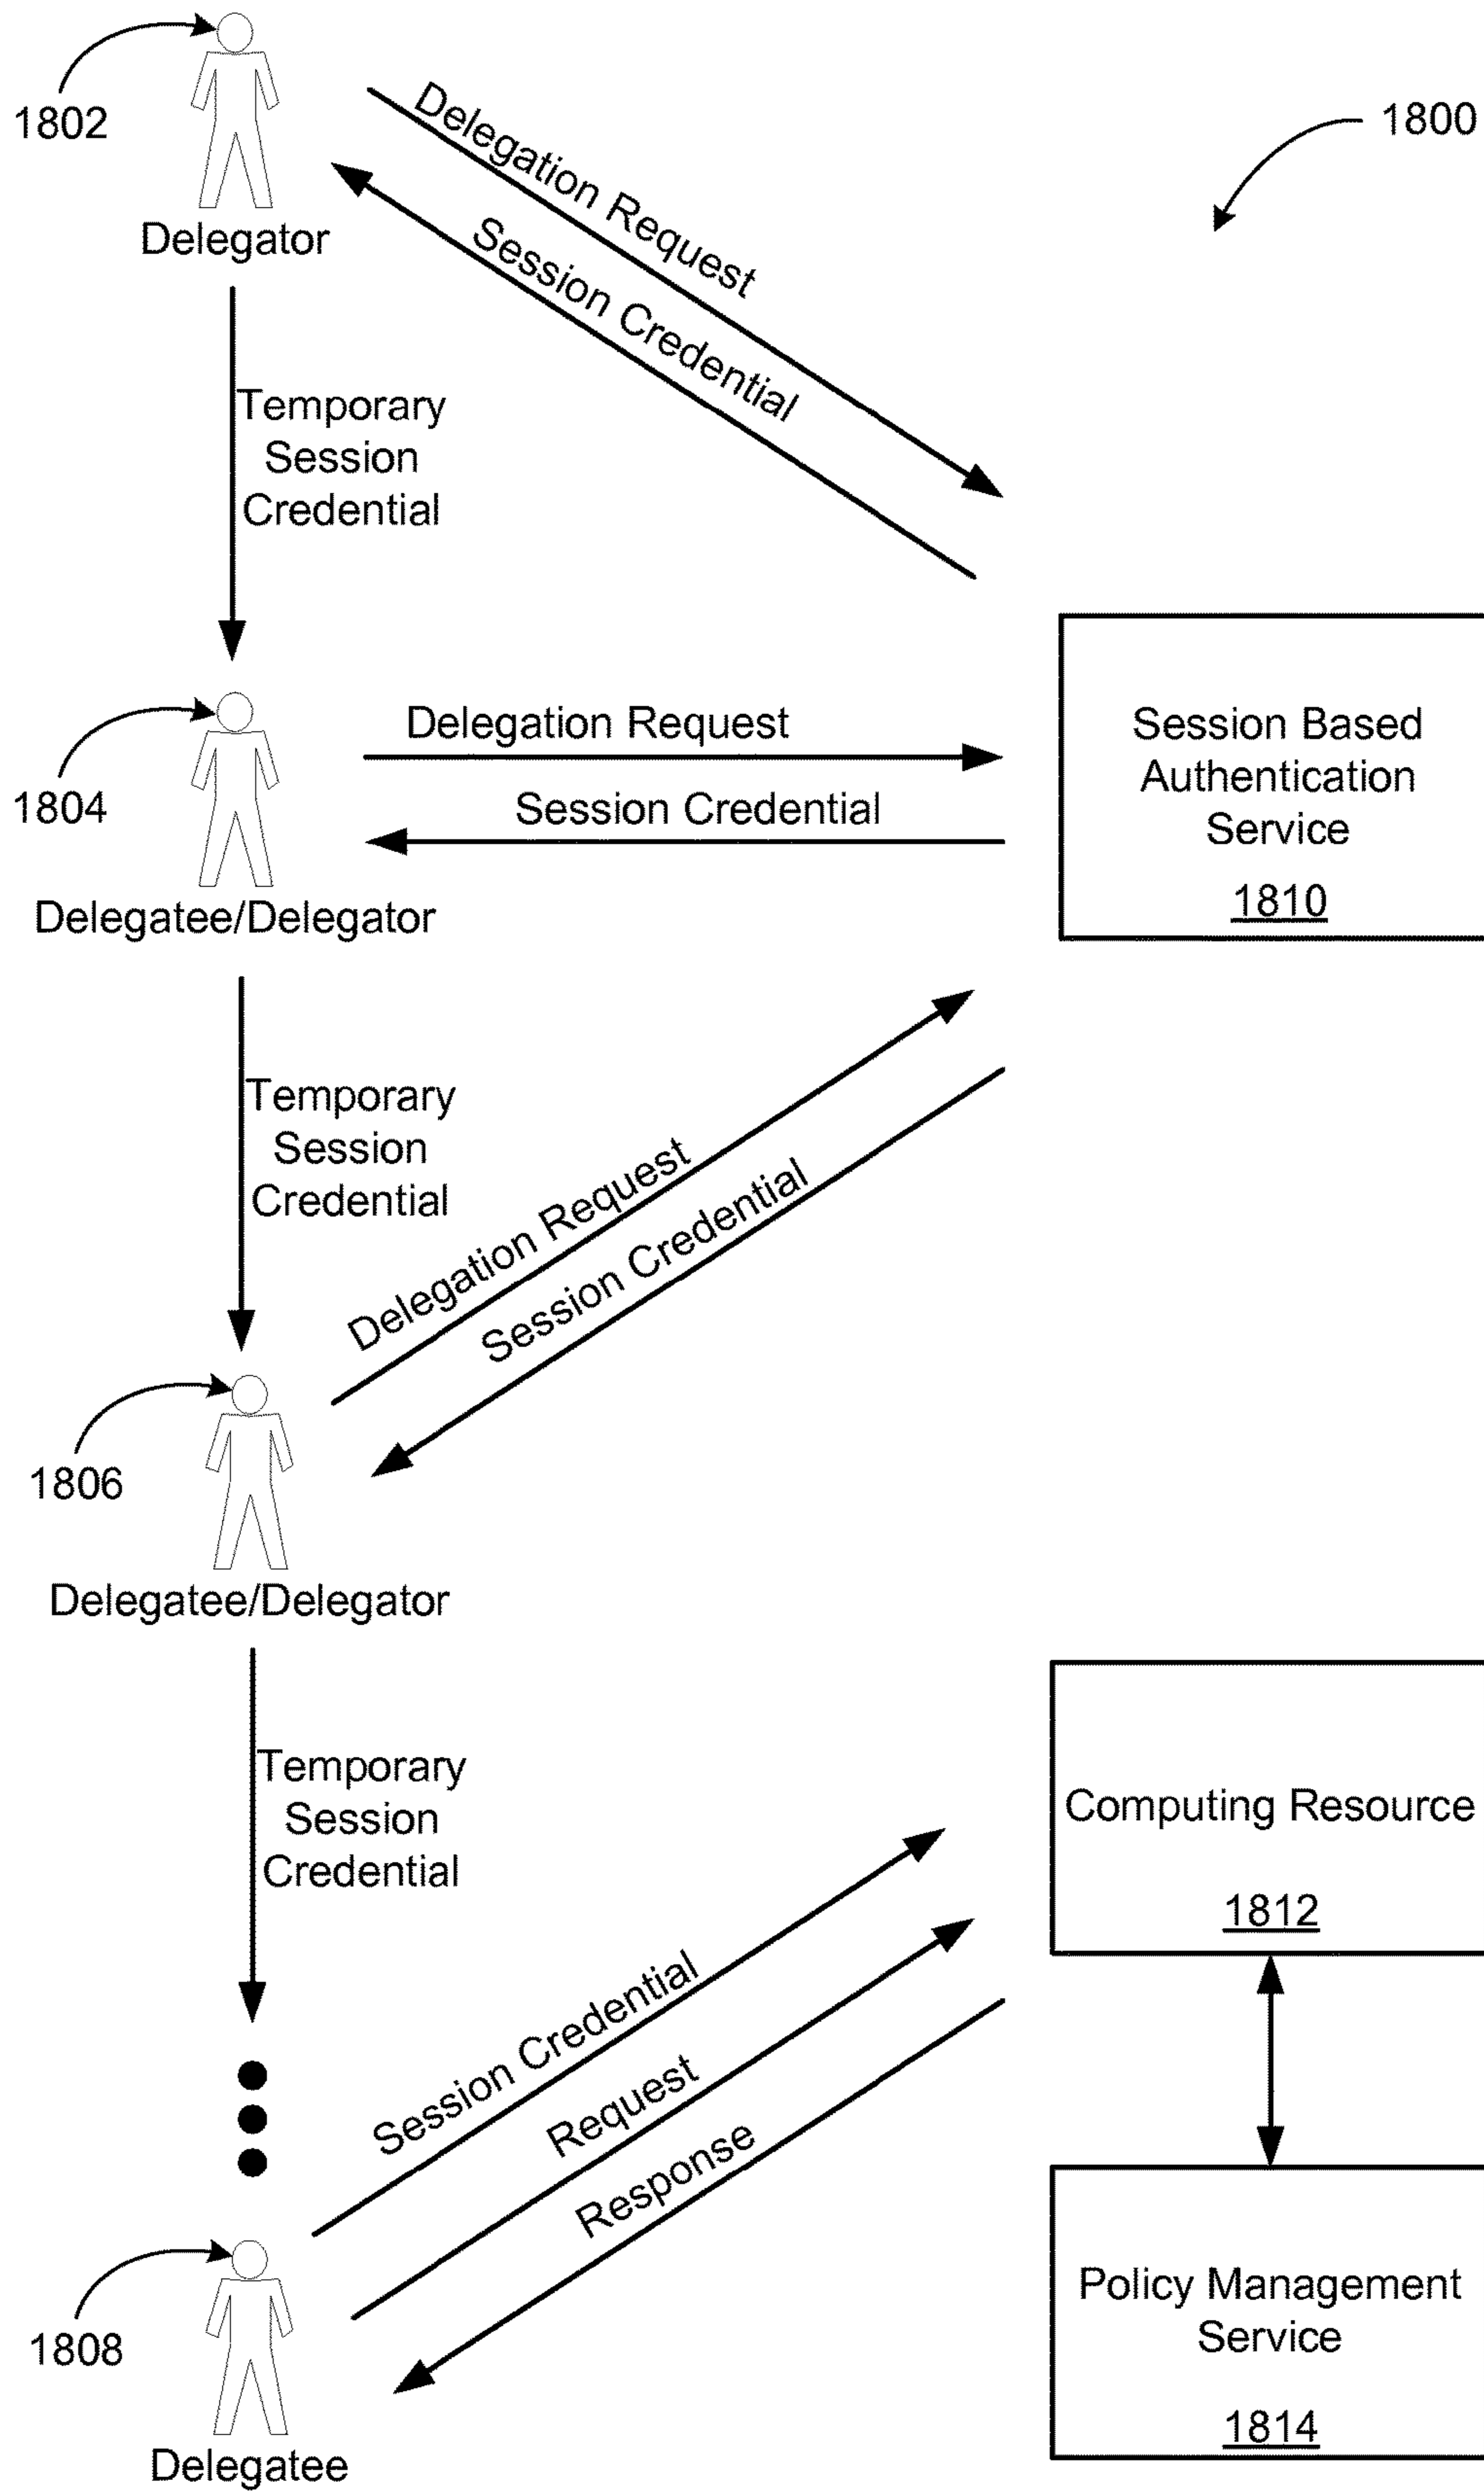 1802
1800
Delegator
Delegation Request
Session Credential
Temporary
Session
Credential
1804
Delegatee/Delegator
Delegation Request
Session Credential
Session Based
Authentication
Service
1810
Temporary
Session
Credential
Delegation Request
Session Credential
1806
Delegatee/Delegator
Temporary
Session
Credential
Computing Resource
1812
Session Credential
Request
Response
1808
Delegatee
Policy Management
Service
1814